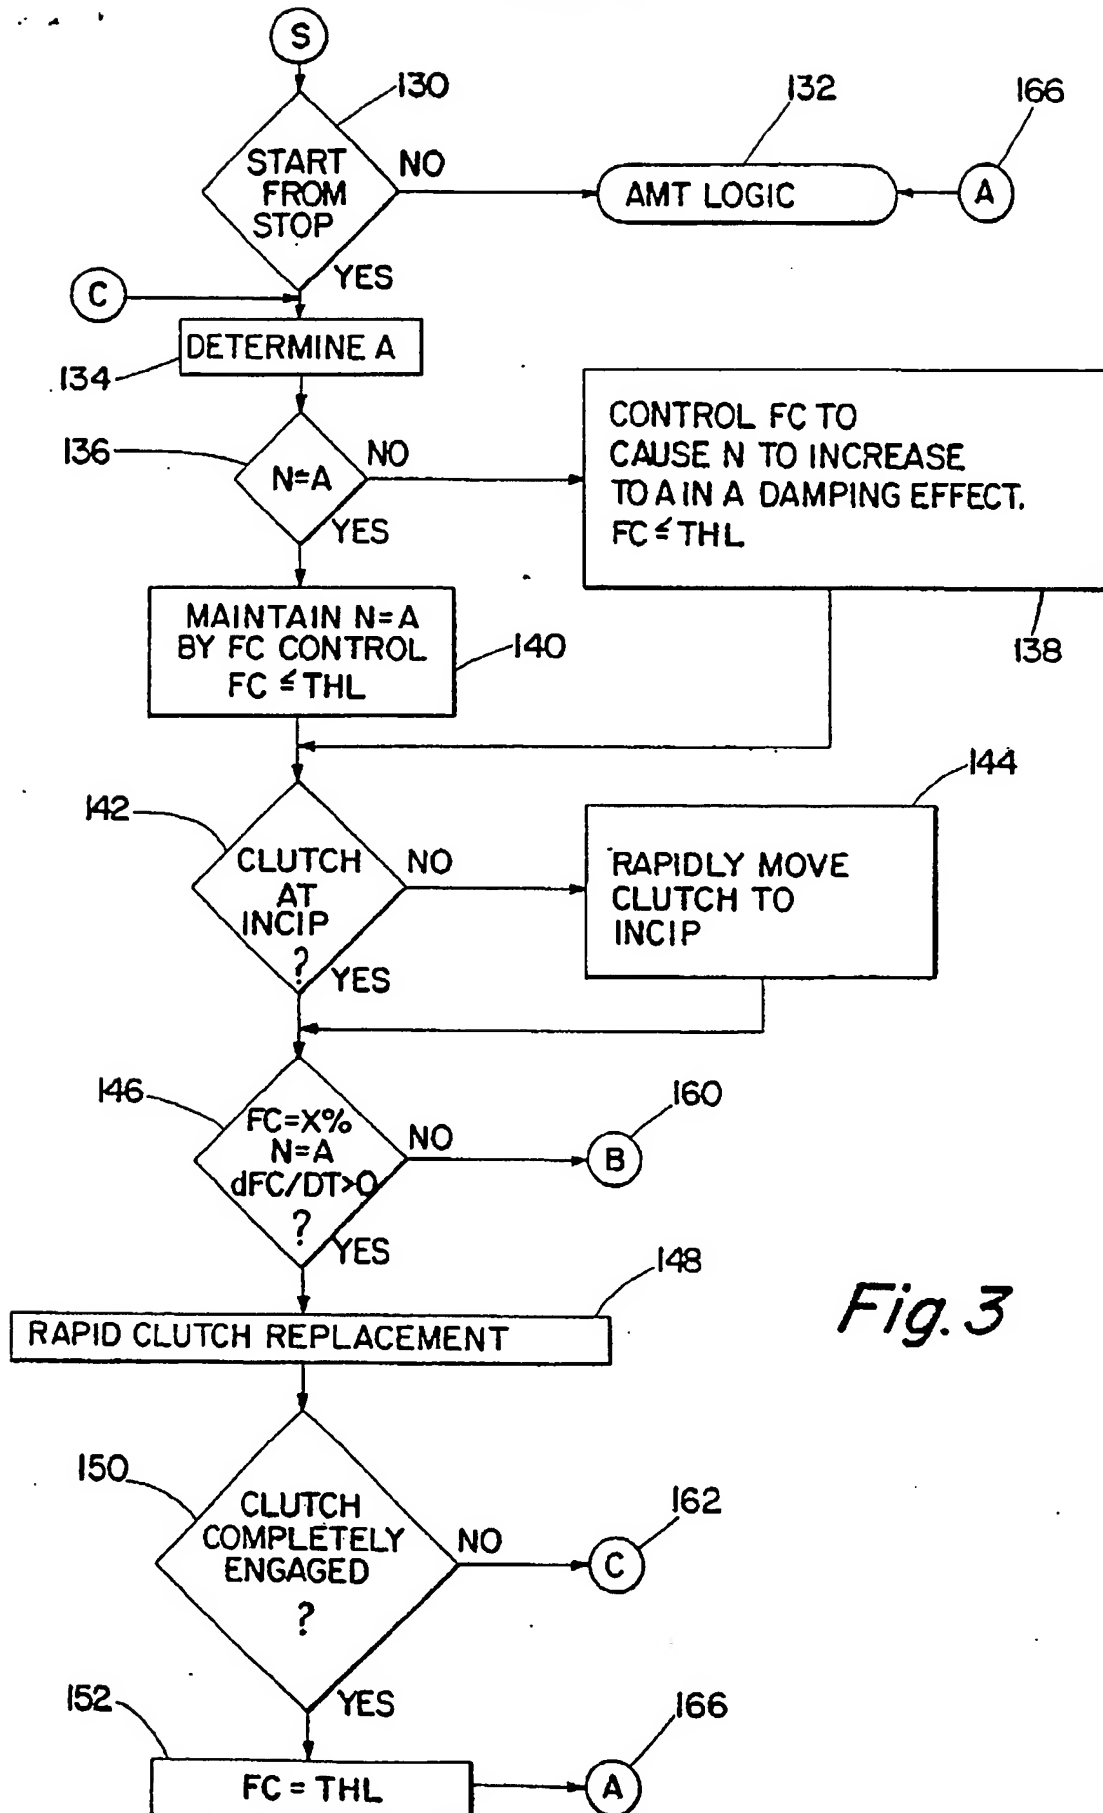 S
130
START
FROM
STOP
NO
132
AMT LOGIC
166
A
YES
C
DETERMINE A
134
136
N=A
NO
CONTROL FC TO
CAUSE N TO INCREASE
TO A IN A DAMPING EFFECT.
FC ≤ THL
138
YES
MAINTAIN N=A
BY FC CONTROL
FC ≤ THL
140
142
CLUTCH
AT
INCIP
?
NO
144
RAPIDLY MOVE
CLUTCH TO
INCIP
YES
146
FC=X%
N=A
dFC/DT>0
?
NO
160
B
YES
148
RAPID CLUTCH REPLACEMENT
Fig. 3
150
CLUTCH
COMPLETELY
ENGAGED
?
NO
162
C
YES
152
FC = THL
166
A